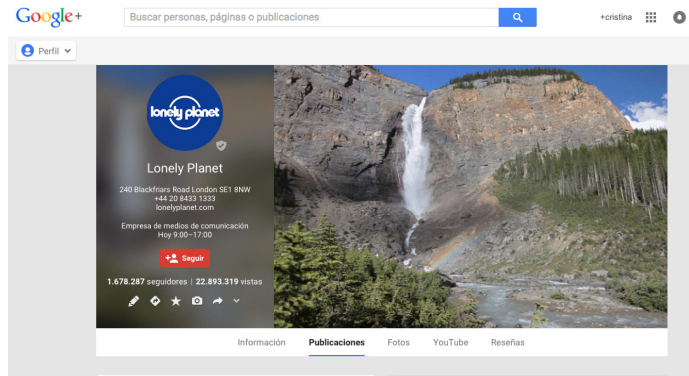 Google+
Buscar personas, páginas o publicaciones
+cristina
Perfil
lonely planet
Lonely Planet
240 Blackfriars Road London SE1 8NW
+44 20 8433 1333
lonelyplanet.com
Empresa de medios de comunicación
Hoy 9:00–17:00
Seguir
1.678.287 seguidores | 22.893.319 vistas
Información Publicaciones Fotos YouTube Reseñas